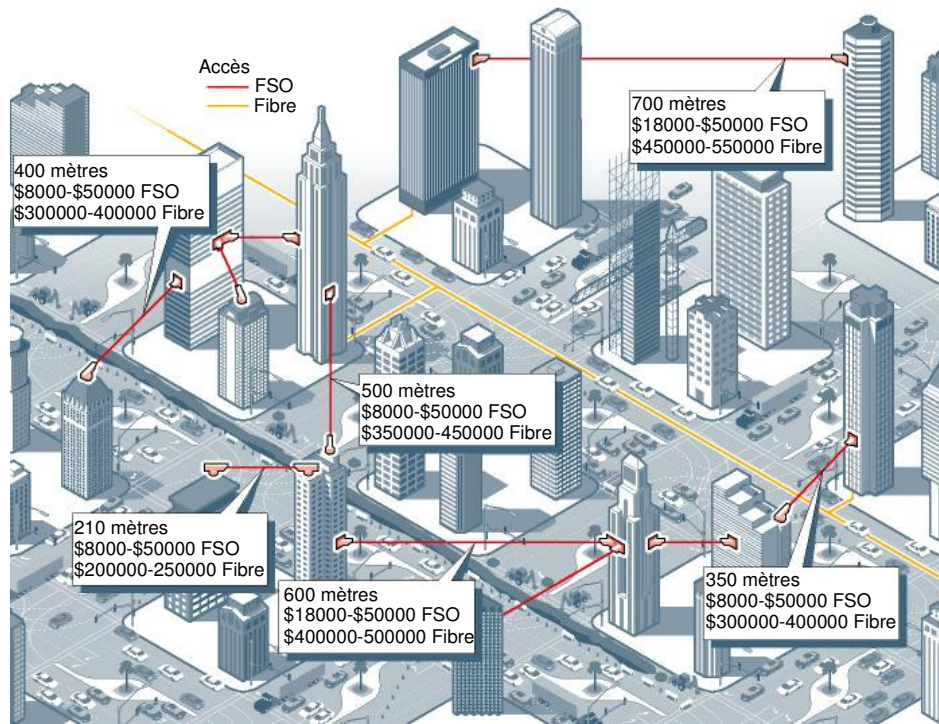 Accès
FSO
Fibre
700 mètres
$18000-$50000 FSO
$450000-550000 Fibre
400 mètres
$8000-$50000 FSO
$300000-400000 Fibre
500 mètres
$8000-$50000 FSO
$350000-450000 Fibre
210 mètres
$8000-$50000 FSO
$200000-250000 Fibre
600 mètres
$18000-$50000 FSO
$400000-500000 Fibre
350 mètres
$8000-$50000 FSO
$300000-400000 Fibre